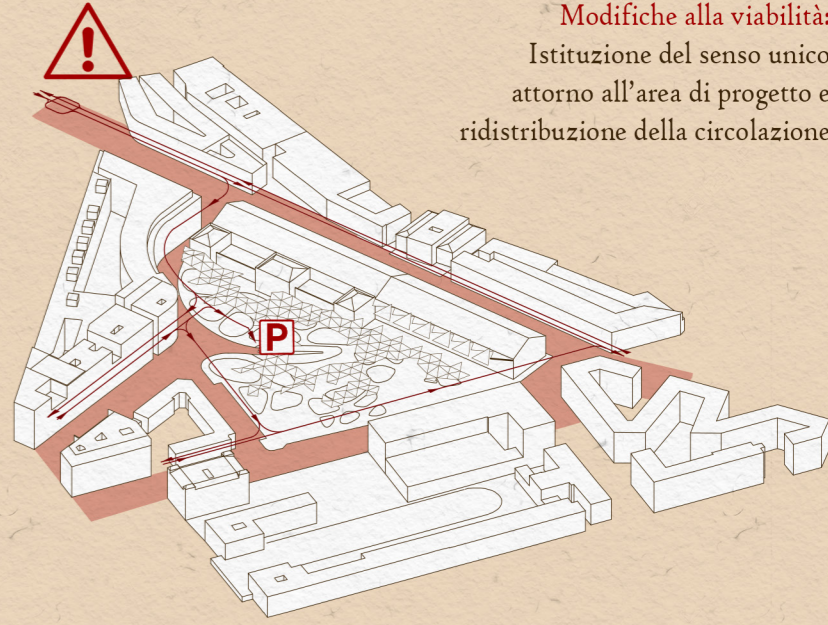 Modifiche alla viabilità:
Istituzione del senso unico
attorno all'area di progetto e
ridistribuzione della circolazione
P